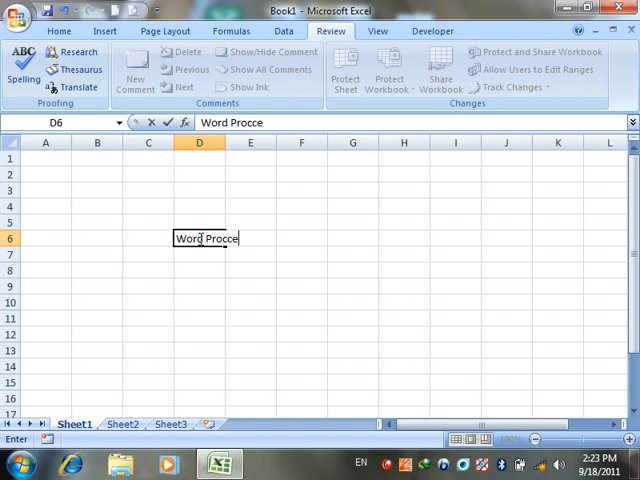 Book1 - Microsoft Excel
Home Insert Page Layout Formulas Data Review View Developer
ABC Spelling
Research
Thesaurus
Translate
Proofing
New Comment
Delete
Previous
Next
Show/Hide Comment
Show All Comments
Show Ink
Comments
Protect Sheet
Protect Workbook
Share Workbook
Protect and Share Workbook
Allow Users to Edit Ranges
Track Changes
Changes
D6 fx Word Procce
A B C D E F G H I J K L
1
2
3
4
5
6 Word Procce
7
8
9
10
11
12
13
14
15
16
17
Sheet1 Sheet2 Sheet3
Enter 100%
EN 2:23 PM
9/18/2011